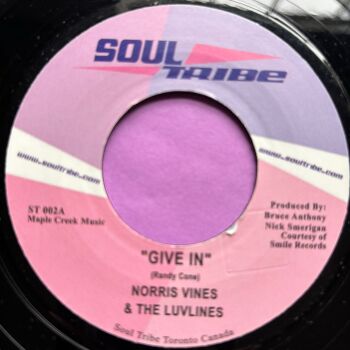 SOUL
TRIBE
www.soultribe.com
www.soultribe.com
ST 002A
Maple Creek Music
Produced By:
Bruce Anthony
Nick Smerigan
Courtesy of
Smile Records
"GIVE IN"
(Randy Cone)
NORRIS VINES
& THE LUVLINES
Soul Tribe Toronto Canada